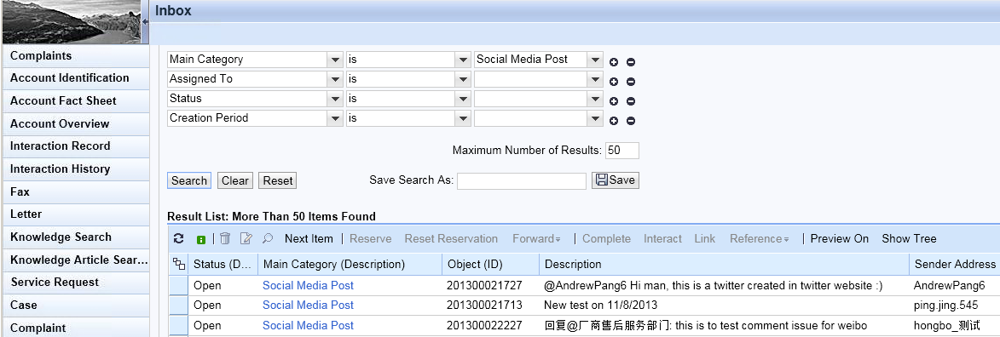 Inbox
Complaints
Account Identification
Account Fact Sheet
Account Overview
Interaction Record
Interaction History
Fax
Letter
Knowledge Search
Knowledge Article Sear...
Service Request
Case
Complaint
Main Category is Social Media Post
Assigned To is
Status is
Creation Period is
Maximum Number of Results: 50
Search Clear Reset Save Search As: Save
Result List: More Than 50 Items Found
Next Item Reserve Reset Reservation Forward Complete Interact Link Reference Preview On Show Tree
Status (D... Main Category (Description) Object (ID) Description Sender Address
Open Social Media Post 201300021727 @AndrewPang6 Hi man, this is a twitter created in twitter website :) AndrewPang6
Open Social Media Post 201300021713 New test on 11/8/2013 ping.jing.545
Open Social Media Post 201300022227 回复@厂商售后服务部门: this is to test comment issue for weibo hongbo_测试